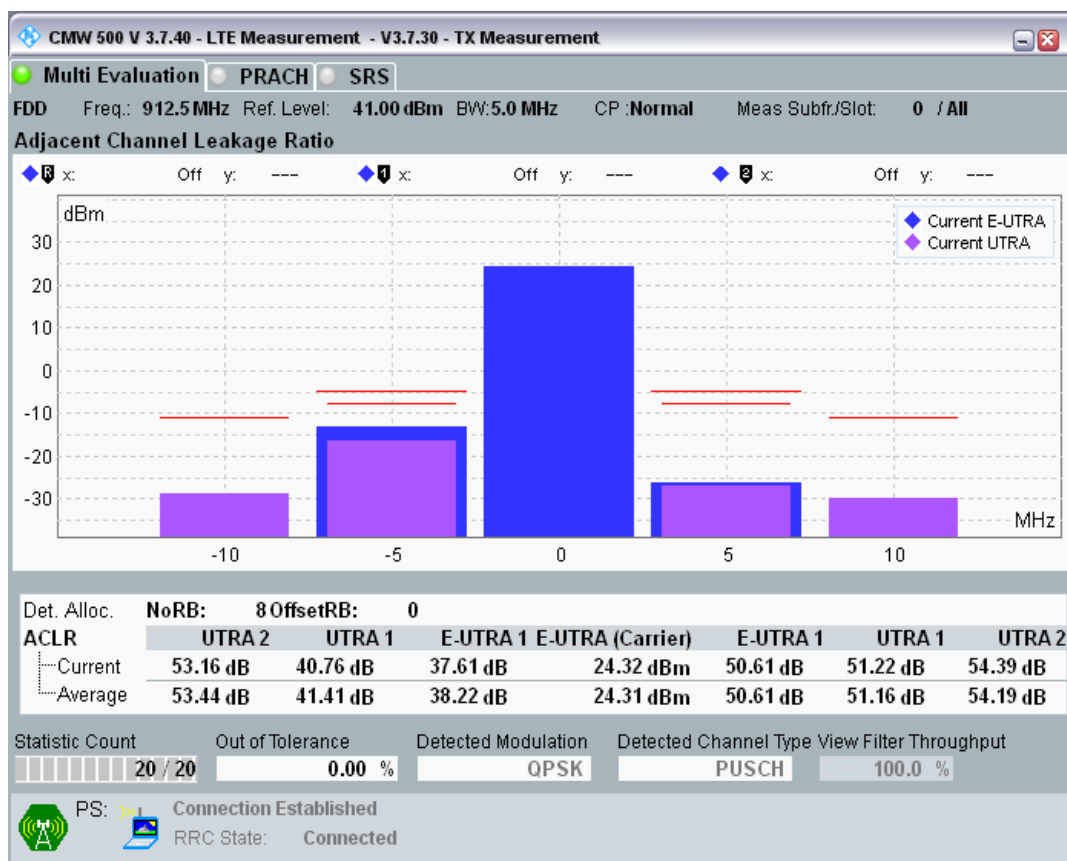 CMW 500 V 3.7.40 - LTE Measurement - V3.7.30 - TX Measurement
Multi Evaluation PRACH SRS
FDD Freq.: 912.5 MHz Ref. Level: 41.00 dBm BW:5.0 MHz CP :Normal Meas Subfr./Slot: 0 / All
Adjacent Channel Leakage Ratio
R x: Off y: --- 1 x: Off y: --- 2 x: Off y: ---
dBm
Current E-UTRA
Current UTRA
30
20
10
0
-10
-20
-30
MHz
-10 -5 0 5 10
Det. Alloc. NoRB: 8 OffsetRB: 0
ACLR UTRA 2 UTRA 1 E-UTRA 1 E-UTRA (Carrier) E-UTRA 1 UTRA 1 UTRA 2
Current 53.16 dB 40.76 dB 37.61 dB 24.32 dBm 50.61 dB 51.22 dB 54.39 dB
Average 53.44 dB 41.41 dB 38.22 dB 24.31 dBm 50.61 dB 51.16 dB 54.19 dB
Statistic Count Out of Tolerance Detected Modulation Detected Channel Type View Filter Throughput
20 / 20 0.00 % QPSK PUSCH 100.0 %
PS: Connection Established
RRC State: Connected